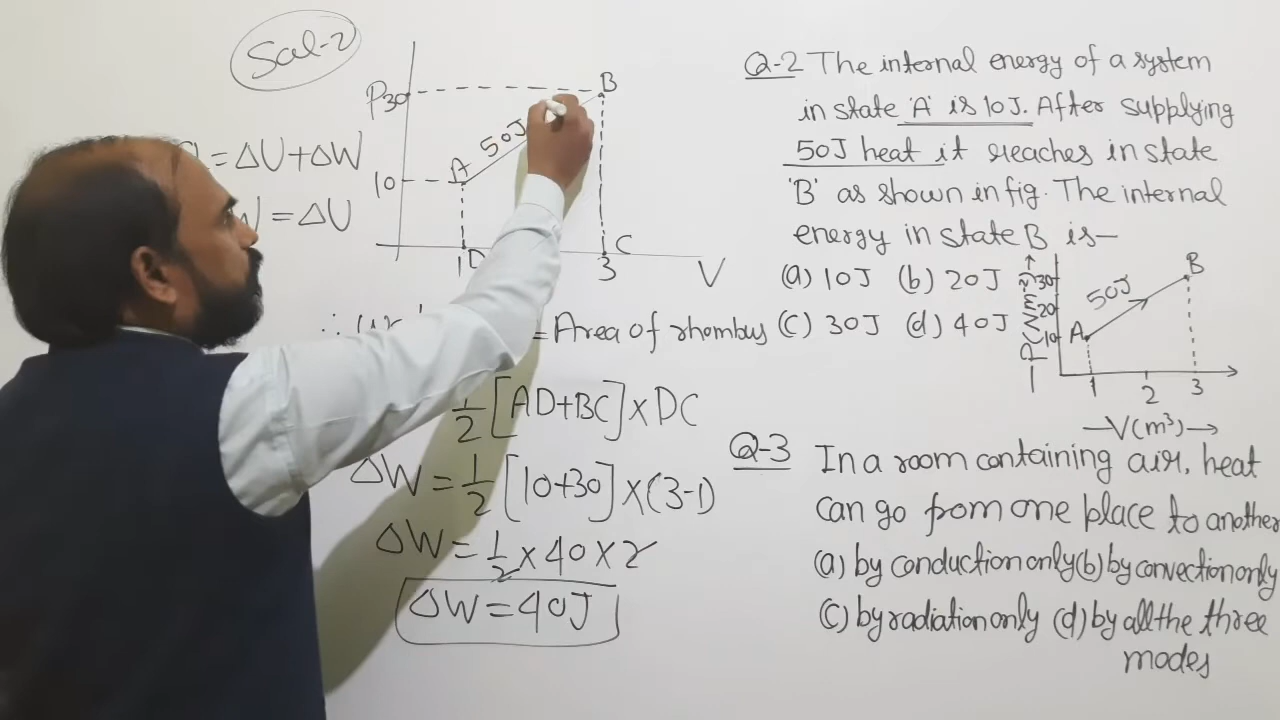 Sol-2
P 30
B
50J
A
10
D
C
1
3
V
= ΔU + ΔW
= ΔU
∴
= Area of rhombus
1/2 [AD+BC] × DC
ΔW = 1/2 [10+30] × (3-1)
ΔW = 1/2 × 40 × 2
ΔW = 40J
Q-2 The internal energy of a system
in state 'A' is 10J. After supplying
50J heat it reaches in state
'B' as shown in fig. The internal
energy in state B is—
(a) 10J (b) 20J
(c) 30J (d) 40J
30
20
10
A
50J
B
1
2
3
V(m³)
Q-3 In a room containing air, heat
can go from one place to another
(a) by conduction only (b) by convection only
(c) by radiation only (d) by all the three
modes